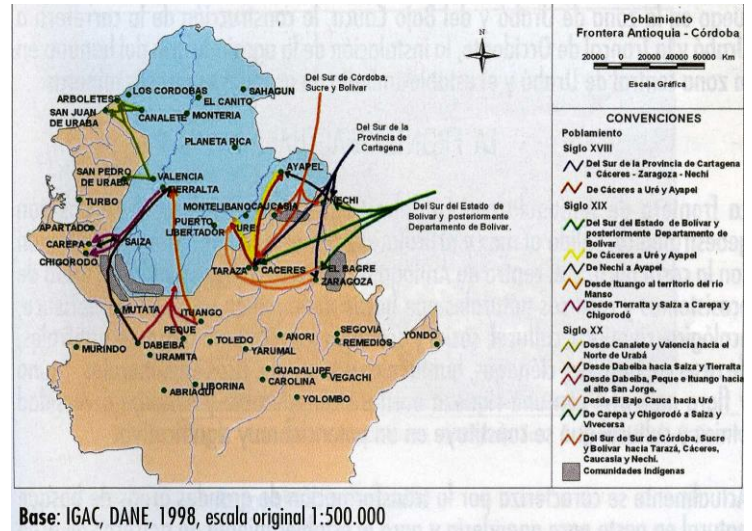 Poblamiento
Frontera Antioquia - Córdoba
20000 0 20000 40000 Km
Escala Gráfica
CONVENCIONES
Poblamiento
Siglo XVIII
Del Sur de la Provincia de Cartagena
a Cáceres - Zaragoza - Nechi
De Cáceres a Uré y Ayapel
Siglo XIX
Del Sur del Estado de Bolívar y
posteriormente Departamento de
Bolívar
De Cáceres a Uré y Ayapel
De Nechi a Ayapel
Desde Ituango al territorio del río
Manso
Desde Tierralta y Saiza a Carepa y
Chigorodó
Siglo XX
Desde Canalete y Valencia hacia el
Norte de Urabá
Desde Dabeiba hacia Saiza y Tierralta
Desde Dabeiba, Peque e Ituango hacia
el alto San Jorge.
Desde El Bajo Cauca hacia Uré
De Carepa y Chigorodó a Saiza y
Vivecersa
Del Sur de Sur de Córdoba, Sucre
y Bolívar hacia Tarazá, Cáceres,
Caucasia y Nechí.
Comunidades Indígenas
Del Sur de Córdoba,
Sucre y Bolívar
Del Sur de la
Provincia de
Cartagena
Del Sur del Estado de
Bolívar y posteriormente
Departamento de Bolívar.
LOS CORDOBAS
SAHAGUN
ARBOLETES
EL CANITO
SAN JUAN
DE URABA
CANALETE
MONTERIA
PLANETA RICA
SAN PEDRO
DE URABA
VALENCIA
AYAPEL
TIERRALTA
TURBO
MONTELIBANO
CAUCASIA
NECHI
PUERTO
LIBERTADOR
URE
APARTADO
CAREPA
SAIZA
CHIGORODO
TARAZA
CACERES
EL BAGRE
ZARAGOZA
MUTATA
ITUANGO
PEQUE
MURINDO
DABEIBA
URAMITA
TOLEDO
YARUMAL
ANORI
SEGOVIA
REMEDIOS
YONDO
GUADALUPE
CAROLINA
VEGACHI
LIBORINA
ABRIAQUI
YOLOMBO
Base: IGAC, DANE, 1998, escala original 1:500.000